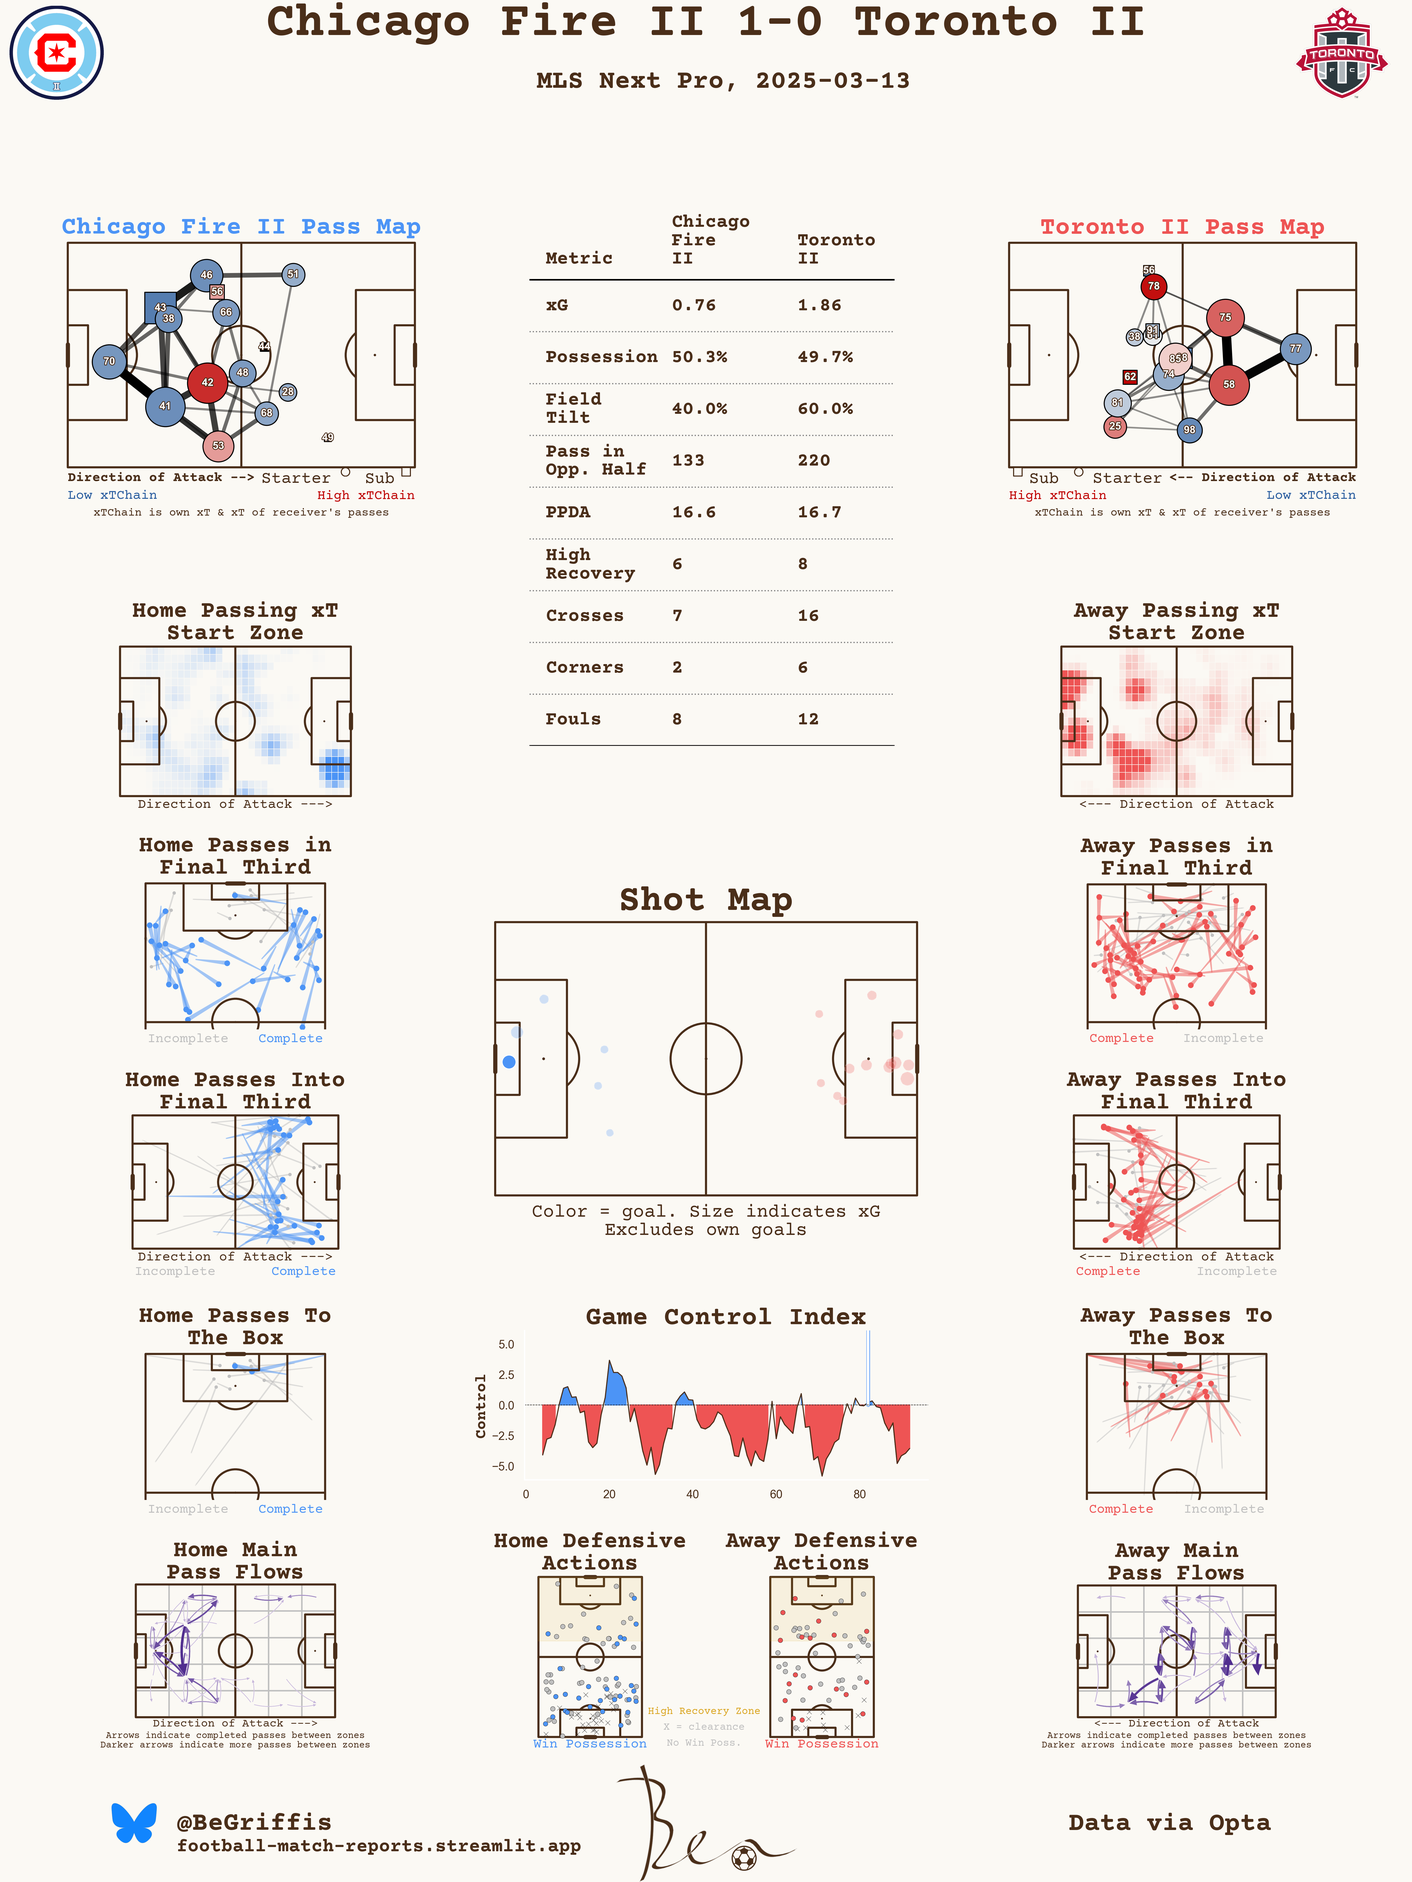 Chicago Fire II 1-0 Toronto II
MLS Next Pro, 2025-03-13
II
TORONTO
F C
Chicago Fire II Pass Map
46
51
56
43
38
66
44
70
48
42
28
41
68
53
49
Direction of Attack --> Starter Sub
Low xTChain High xTChain
xTChain is own xT & xT of receiver's passes
Metric Chicago Fire II Toronto II
xG 0.76 1.86
Possession 50.3% 49.7%
Field Tilt 40.0% 60.0%
Pass in Opp. Half 133 220
PPDA 16.6 16.7
High Recovery 6 8
Crosses 7 16
Corners 2 6
Fouls 8 12
Toronto II Pass Map
56
78
75
38
91
77
85
74
62
58
81
25
98
Sub Starter <-- Direction of Attack
High xTChain Low xTChain
xTChain is own xT & xT of receiver's passes
Home Passing xT
Start Zone
Direction of Attack --->
Away Passing xT
Start Zone
<--- Direction of Attack
Home Passes in
Final Third
Incomplete Complete
Shot Map
Color = goal. Size indicates xG
Excludes own goals
Away Passes in
Final Third
Complete Incomplete
Home Passes Into
Final Third
Direction of Attack --->
Incomplete Complete
Away Passes Into
Final Third
<--- Direction of Attack
Complete Incomplete
Home Passes To
The Box
Incomplete Complete
Game Control Index
Control
5.0
2.5
0.0
−2.5
−5.0
0 20 40 60 80
Away Passes To
The Box
Complete Incomplete
Home Main
Pass Flows
Direction of Attack --->
Arrows indicate completed passes between zones
Darker arrows indicate more passes between zones
Home Defensive
Actions
Win Possession
High Recovery Zone
X = clearance
No Win Poss.
Away Defensive
Actions
Win Possession
Away Main
Pass Flows
<--- Direction of Attack
Arrows indicate completed passes between zones
Darker arrows indicate more passes between zones
@BeGriffis
football-match-reports.streamlit.app
Ben
Data via Opta